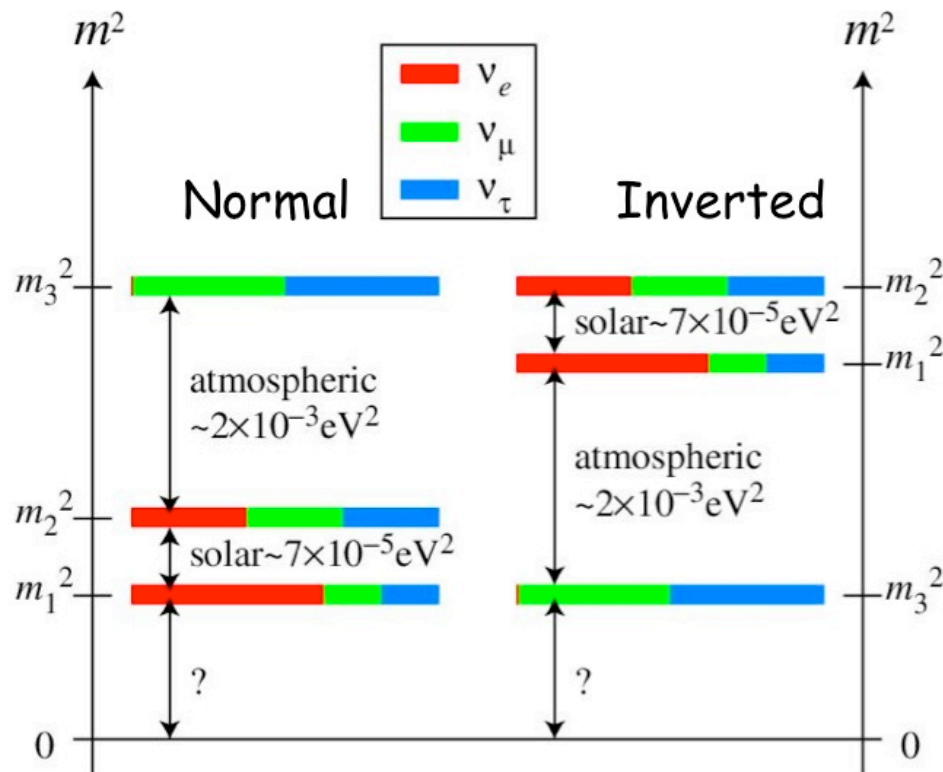 m²
m²
ν_e
ν_μ
ν_τ
Normal
Inverted
m₃²
m₂²
solar~7×10⁻⁵eV²
m₁²
atmospheric
~2×10⁻³eV²
atmospheric
~2×10⁻³eV²
m₂²
solar~7×10⁻⁵eV²
m₁²
m₃²
?
?
0
0